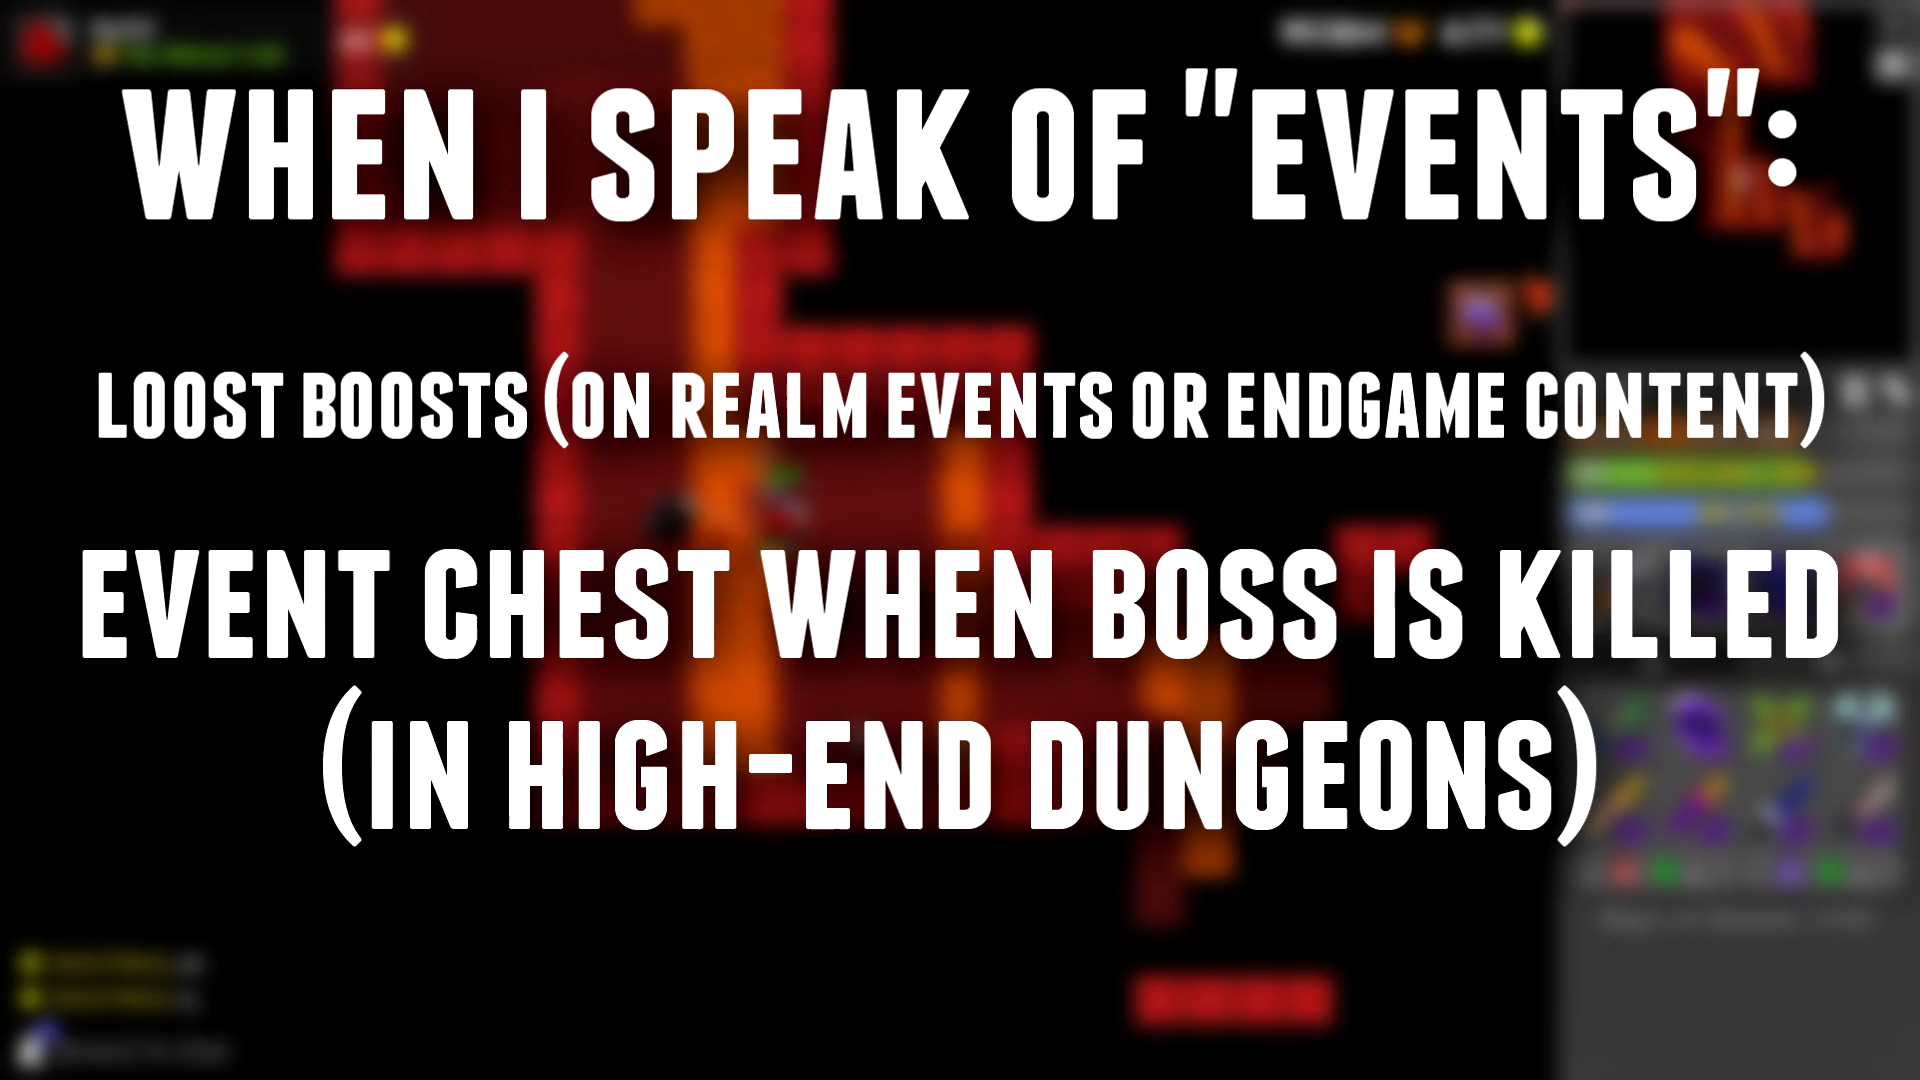 WHEN I SPEAK OF "EVENTS":
LOOST BOOSTS (ON REALM EVENTS OR ENDGAME CONTENT)
EVENT CHEST WHEN BOSS IS KILLED
(IN HIGH-END DUNGEONS)